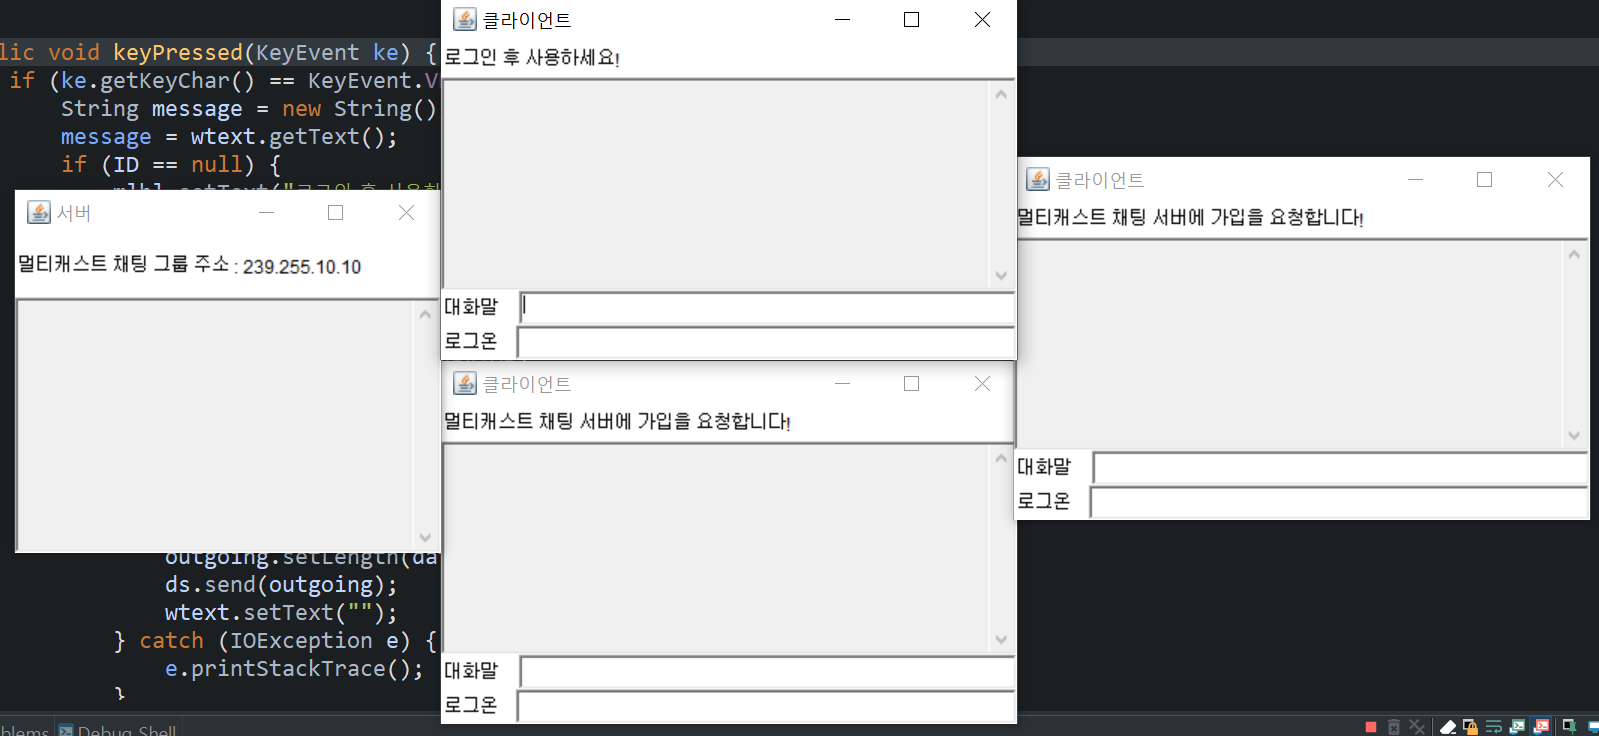 lic void keyPressed(KeyEvent ke) {
if (ke.getKeyChar() == KeyEvent.
String message = new String()
message = wtext.getText();
if (ID == null) {
서버
멀티캐스트 채팅 그룹 주소 : 239.255.10.10
outgoing.setLength(da
ds.send(outgoing);
wtext.setText("");
} catch (IOException e) {
e.printStackTrace();
}
클라이언트
로그인 후 사용하세요!
대화말
로그온
클라이언트
멀티캐스트 채팅 서버에 가입을 요청합니다!
대화말
로그온
클라이언트
멀티캐스트 채팅 서버에 가입을 요청합니다!
대화말
로그온
blems
Debug Shell